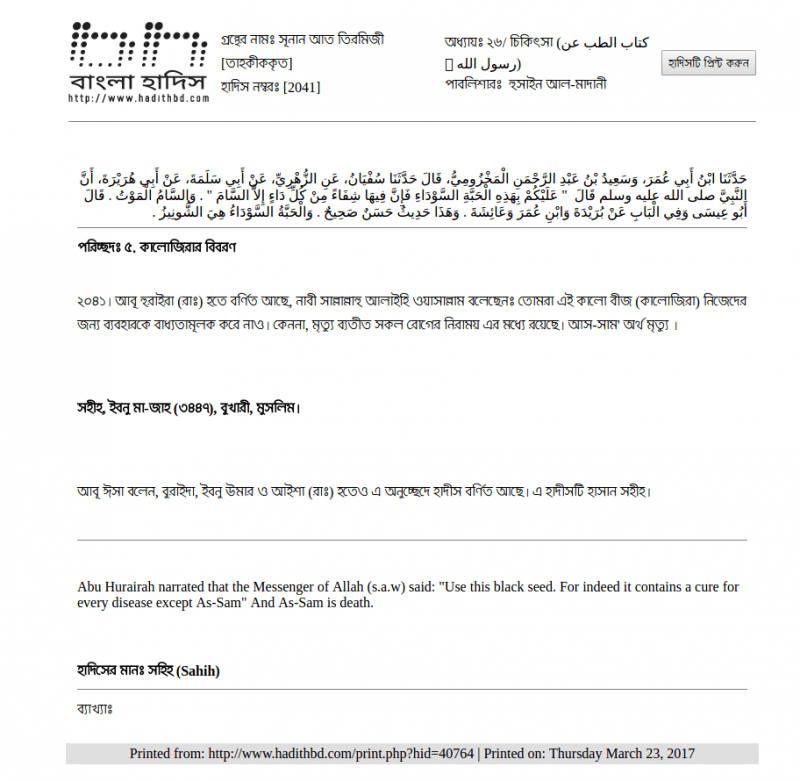 বাংলা হাদিস
http://www.hadithbd.com
গ্রন্থের নামঃ সূনান আত তিরমিজী
[তাহকীককৃত]
হাদিস নম্বরঃ [2041]
অধ্যায়ঃ ২৬/ চিকিৎসা (كتاب الطب عن
رسول الله)
পাবলিশারঃ হুসাইন আল-মাদানী
হাদিসটি প্রিন্ট করুন
حَدَّثَنَا ابْنُ أَبِي عُمَرَ، وَسَعِيدُ بْنُ عَبْدِ الرَّحْمَنِ الْمَخْزُومِيُّ، قَالَ حَدَّثَنَا سُفْيَانُ، عَنِ الزُّهْرِيِّ، عَنْ أَبِي سَلَمَةَ، عَنْ أَبِي هُرَيْرَةَ، أَنَّ
النَّبِيَّ صلى الله عليه وسلم قَالَ " عَلَيْكُمْ بِهَذِهِ الْحَبَّةِ السَّوْدَاءِ فَإِنَّ فِيهَا شِفَاءً مِنْ كُلِّ دَاءٍ إِلاَّ السَّامَ " . وَالسَّامُ الْمَوْتُ . قَالَ
أَبُو عِيسَى وَفِي الْبَابِ عَنْ بُرَيْدَةَ وَابْنِ عُمَرَ وَعَائِشَةَ . وَهَذَا حَدِيثٌ حَسَنٌ صَحِيحٌ . وَالْحَبَّةُ السَّوْدَاءُ هِيَ الشُّونِيزُ .
পরিচ্ছদঃ ৫. কালোজিরার বিবরণ
২০৪১। আবূ হুরাইরা (রাঃ) হতে বর্ণিত আছে, নাবী সাল্লাল্লাহু আলাইহি ওয়াসাল্লাম বলেছেনঃ তোমরা এই কালো বীজ (কালোজিরা) নিজেদের
জন্য ব্যবহারকে বাধ্যতামূলক করে নাও। কেননা, মৃত্যু ব্যতীত সকল রোগের নিরাময় এর মধ্যে রয়েছে। আস-সাম' অর্থ মৃত্যু ।
সহীহ, ইবনু মা-জাহ (৩৪৪৭), বুখারী, মুসলিম।
আবূ ঈসা বলেন, বুরাইদা, ইবনু উমার ও আইশা (রাঃ) হতেও এ অনুচ্ছেদে হাদীস বর্ণিত আছে। এ হাদীসটি হাসান সহীহ।
Abu Hurairah narrated that the Messenger of Allah (s.a.w) said: "Use this black seed. For indeed it contains a cure for
every disease except As-Sam" And As-Sam is death.
হাদিসের মানঃ সহিহ (Sahih)
ব্যাখ্যাঃ
Printed from: http://www.hadithbd.com/print.php?hid=40764 | Printed on: Thursday March 23, 2017